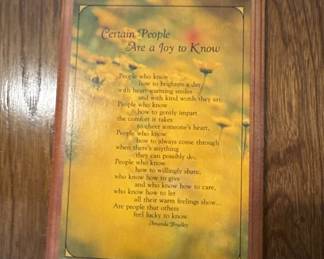 Certain People
Are a Joy to Know
People who know
how to brighten a day
with heart-warming smiles
and with kind words they say.
People who know
how to gently impart
the comfort it takes
to cheer someone's heart,
People who know
how to always come through
when there's anything
they can possibly do,
People who know
how to willingly share,
who know how to give
and who know how to care,
who know how to let
all their warm feelings show...
Are people that others
feel lucky to know.
Amanda Bradley